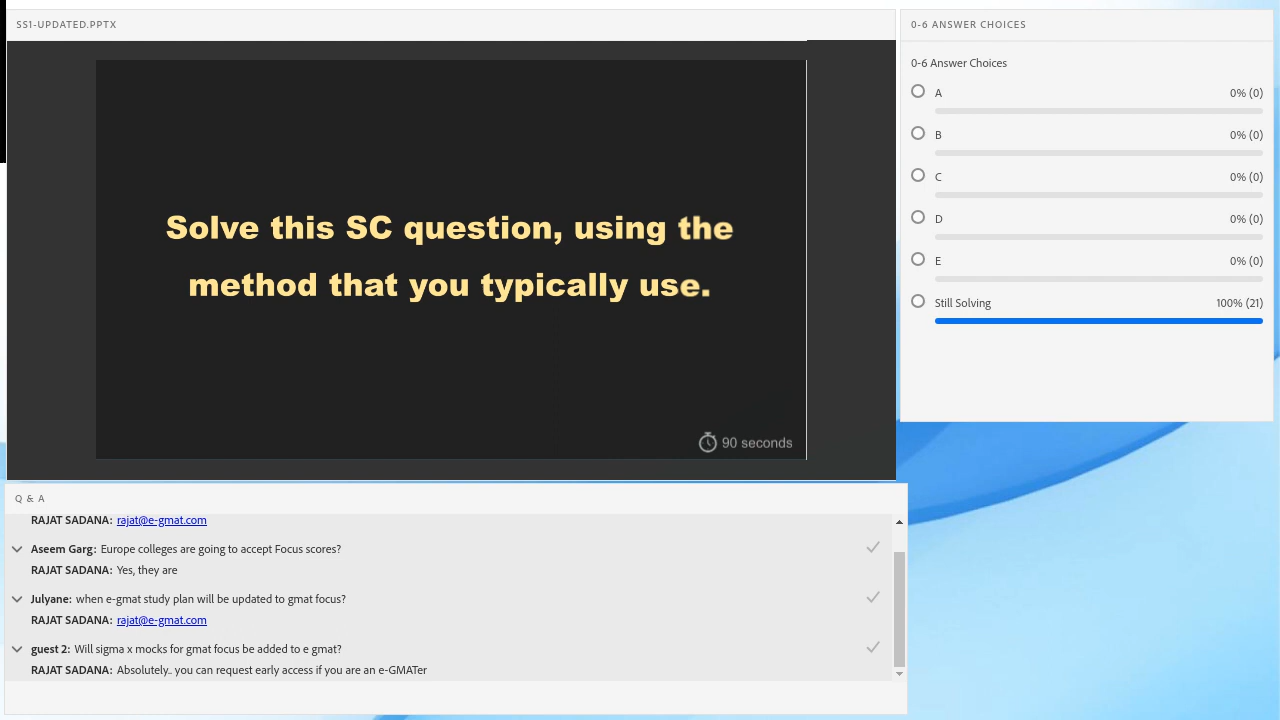 SS1-UPDATED.PPTX
Solve this SC question, using the
method that you typically use.
90 seconds
0-6 ANSWER CHOICES
0-6 Answer Choices
A 0% (0)
B 0% (0)
C 0% (0)
D 0% (0)
E 0% (0)
Still Solving 100% (21)
Q & A
RAJAT SADANA: rajat@e-gmat.com
Aseem Garg: Europe colleges are going to accept Focus scores?
RAJAT SADANA: Yes, they are
Julyane: when e-gmat study plan will be updated to gmat focus?
RAJAT SADANA: rajat@e-gmat.com
guest 2: Will sigma x mocks for gmat focus be added to e gmat?
RAJAT SADANA: Absolutely.. you can request early access if you are an e-GMATer